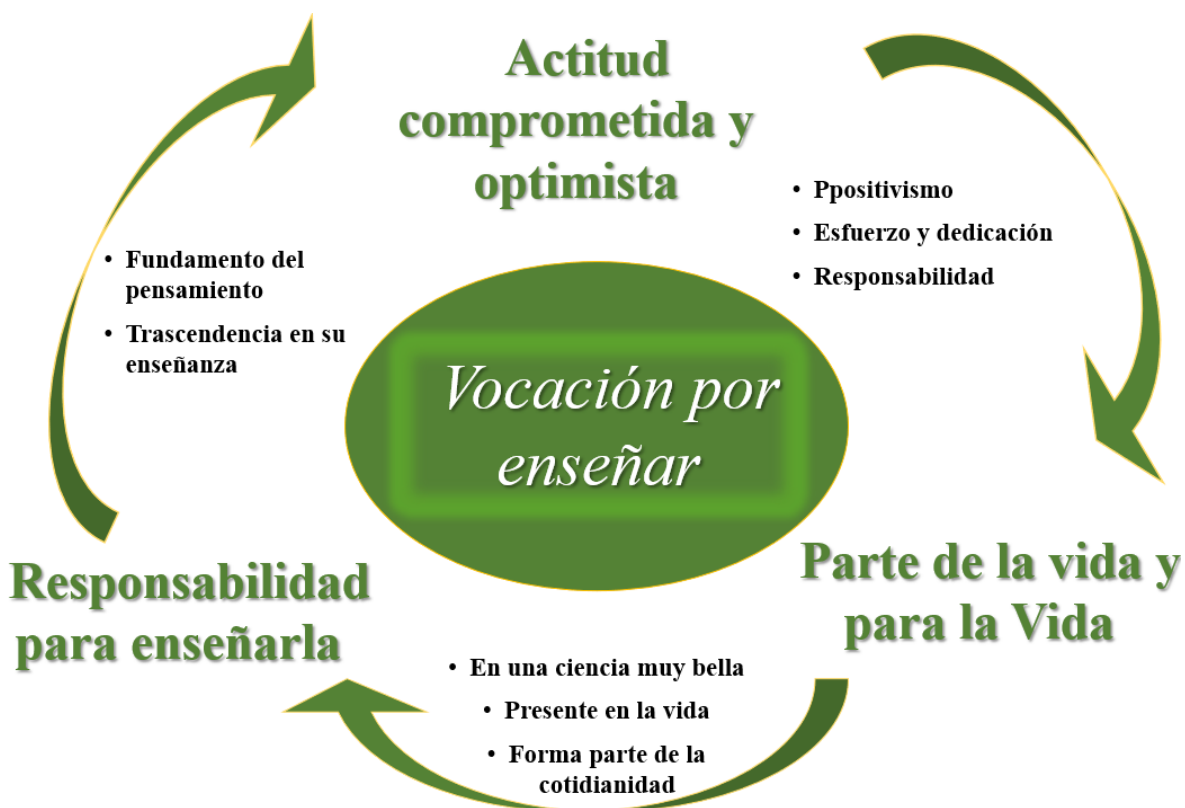 Actitud
comprometida y
optimista
• Ppositivismo
• Esfuerzo y dedicación
• Responsabilidad
• Fundamento del
pensamiento
• Trascendencia en su
enseñanza
Vocación por
enseñar
Parte de la vida y
para la Vida
Responsabilidad
para enseñarla
• En una ciencia muy bella
• Presente en la vida
• Forma parte de la
cotidianidad